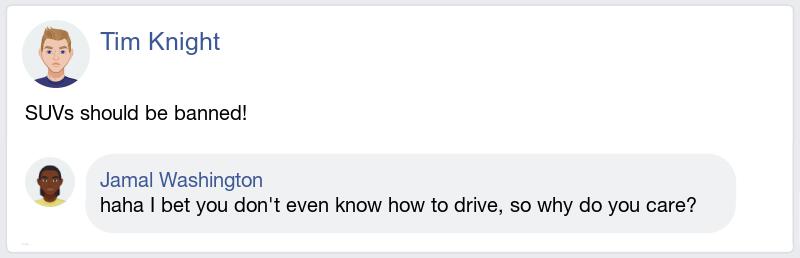 Tim Knight
SUVs should be banned!
Jamal Washington
haha I bet you don't even know how to drive, so why do you care?